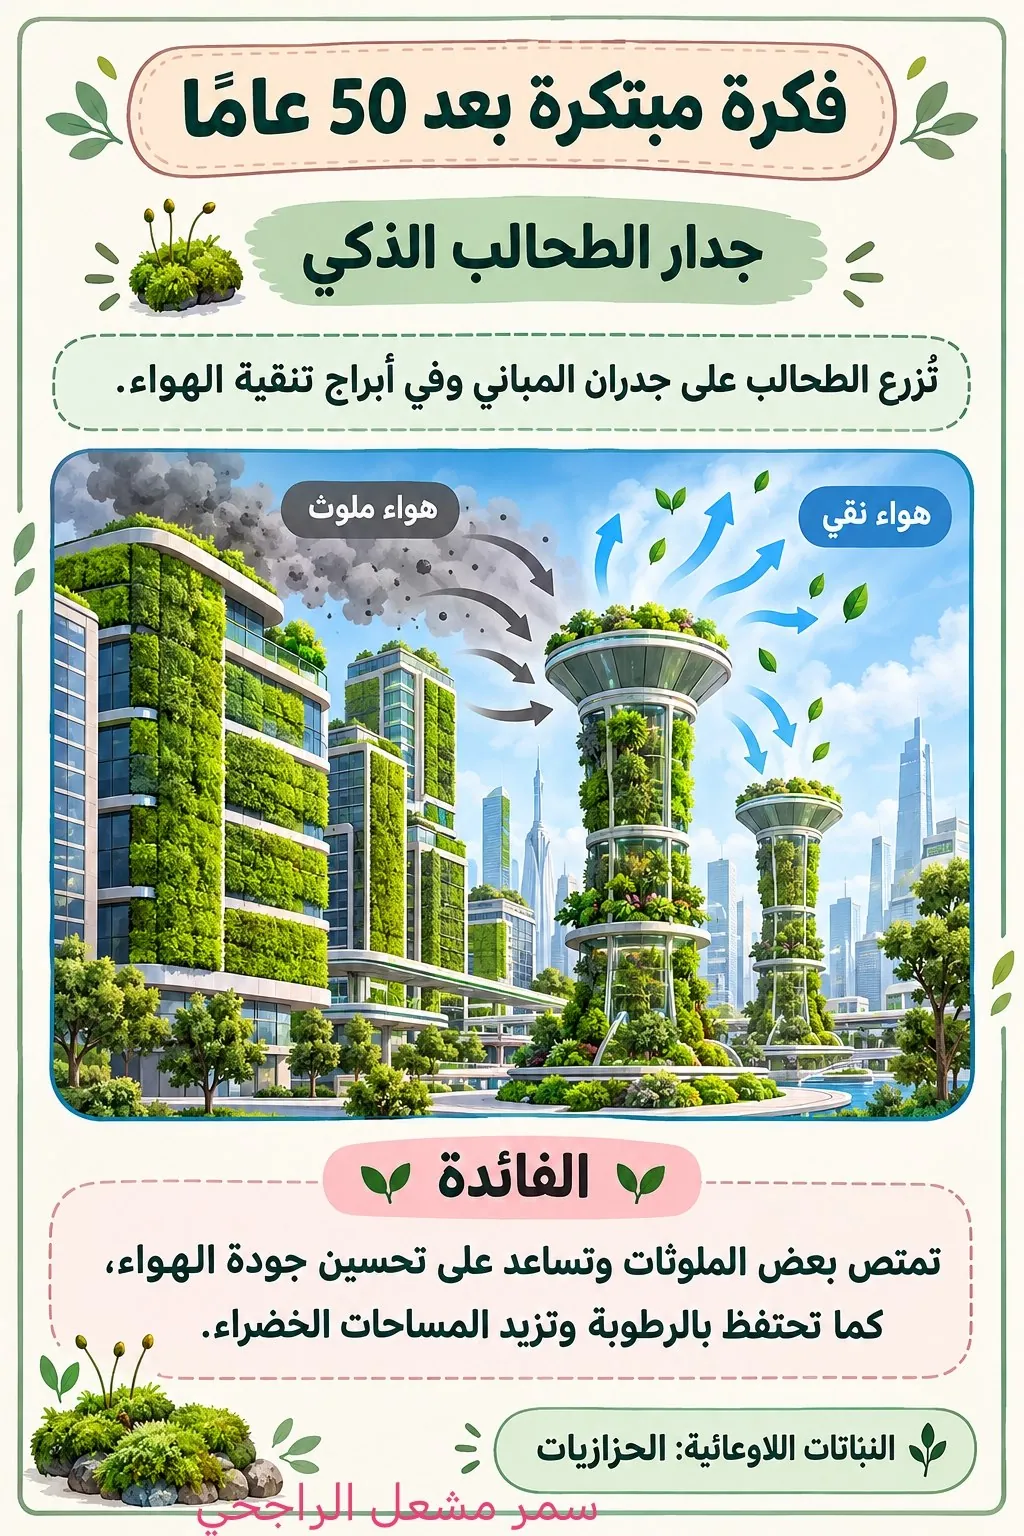 فكرة مبتكرة بعد 50 عامًا
جدار الطحالب الذكي
تُزرع الطحالب على جدران المباني وفي أبراج تنقية الهواء.
هواء ملوث
هواء نقي
الفائدة
تمتص بعض الملوثات وتساعد على تحسين جودة الهواء،
كما تحتفظ بالرطوبة وتزيد المساحات الخضراء.
النباتات اللاوعائية: الحزازيات
سمر مشعل الراجحي